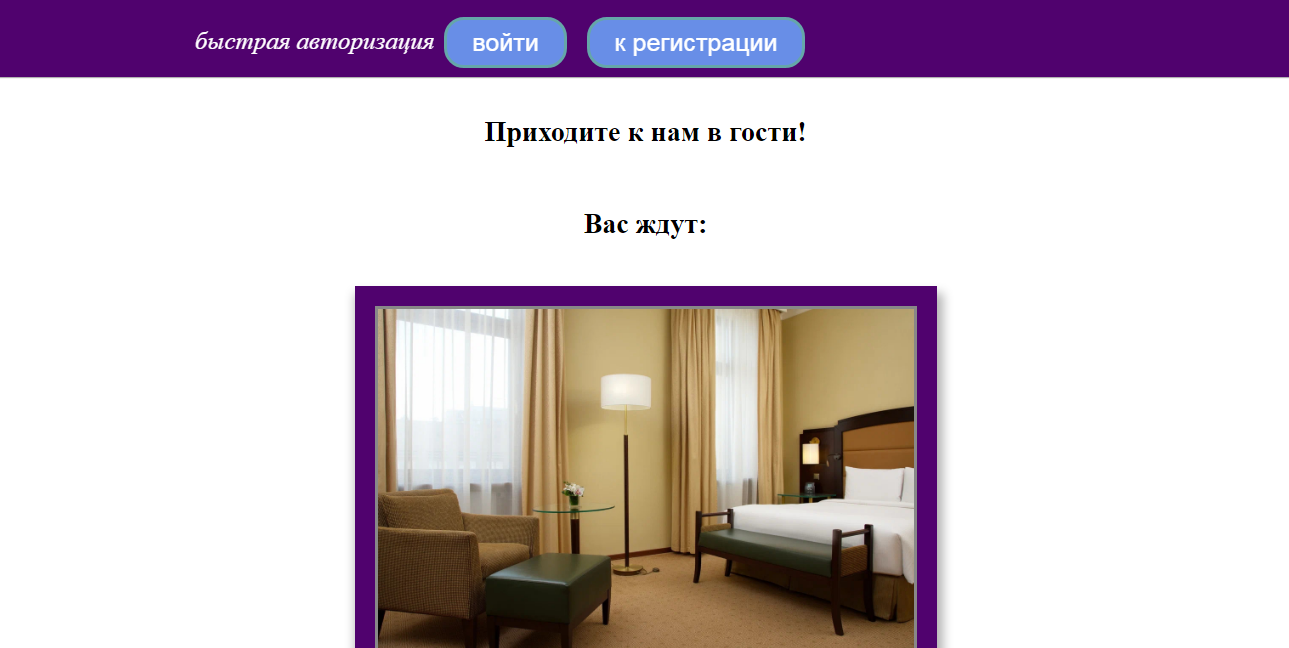 быстрая авторизация войти к регистрации
Приходите к нам в гости!
Вас ждут: